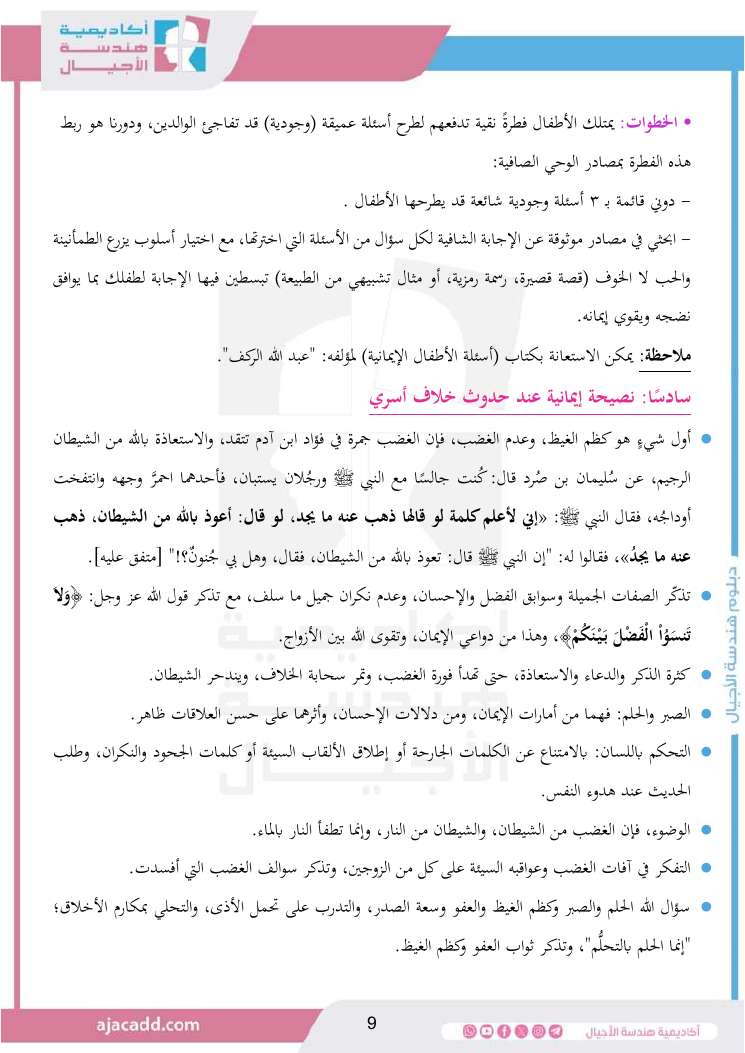 أكاديمية
هندسة
الأجيال
• الخطوات: يمتلك الأطفال فطرةً نقية تدفعهم لطرح أسئلة عميقة (وجودية) قد تفاجئ الوالدين، ودورنا هو ربط
هذه الفطرة بمصادر الوحي الصافية:
– دوني قائمة بـ ٣ أسئلة وجودية شائعة قد يطرحها الأطفال .
– ابحثي في مصادر موثوقة عن الإجابة الشافية لكل سؤال من الأسئلة التي اخترتها، مع اختيار أسلوب يزرع الطمأنينة
والحب لا الخوف (قصة قصيرة، رسمة رمزية، أو مثال تشبيهي من الطبيعة) تبسطين فيها الإجابة لطفلك بما يوافق
نضجه ويقوي إيمانه.
ملاحظة: يمكن الاستعانة بكتاب (أسئلة الأطفال الإيمانية) لمؤلفه: "عبد الله الركف".
سادسًا: نصيحة إيمانية عند حدوث خلاف أسري
أول شيءٍ هو كظم الغيظ، وعدم الغضب، فإن الغضب جمرة في فؤاد ابن آدم تتقد، والاستعاذة بالله من الشيطان
الرجيم، عن سُليمان بن صُرد قال: كُنت جالسًا مع النبي ﷺ ورجُلان يستبان، فأحدهما احمرَّ وجهه وانتفخت
أوداجُه، فقال النبي ﷺ: «إني لأعلم كلمة لو قالها ذهب عنه ما يجد، لو قال: أعوذ بالله من الشيطان، ذهب
عنه ما يجدُ»، فقالوا له: "إن النبي ﷺ قال: تعوذ بالله من الشيطان، فقال، وهل بي جُنونٌ؟!" [متفق عليه].
تذكّر الصفات الجميلة وسوابق الفضل والإحسان، وعدم نكران جميل ما سلف، مع تذكر قول الله عز وجل: ﴿وَلاَ
تَنسَوُاْ الْفَضْلَ بَيْنَكُمْ﴾، وهذا من دواعي الإيمان، وتقوى الله بين الأزواج.
كثرة الذكر والدعاء والاستعاذة، حتى تهدأ فورة الغضب، وتمر سحابة الخلاف، ويندحر الشيطان.
الصبر والحلم: فهما من أمارات الإيمان، ومن دلالات الإحسان، وأثرهما على حسن العلاقات ظاهر.
التحكم باللسان: بالامتناع عن الكلمات الجارحة أو إطلاق الألقاب السيئة أو كلمات الجحود والنكران، وطلب
الحديث عند هدوء النفس.
الوضوء، فإن الغضب من الشيطان، والشيطان من النار، وإنما تطفأ النار بالماء.
التفكر في آفات الغضب وعواقبه السيئة على كل من الزوجين، وتذكر سوالف الغضب التي أفسدت.
سؤال الله الحلم والصبر وكظم الغيظ والعفو وسعة الصدر، والتدرب على تحمل الأذى، والتحلي بمكارم الأخلاق؛
"إنما الحلم بالتحلُّم"، وتذكر ثواب العفو وكظم الغيظ.
دبلوم هندسة الأجيال
أكاديمية
هندسة
الأجيال
أكاديمية هندسة الأجيال
9
ajacadd.com